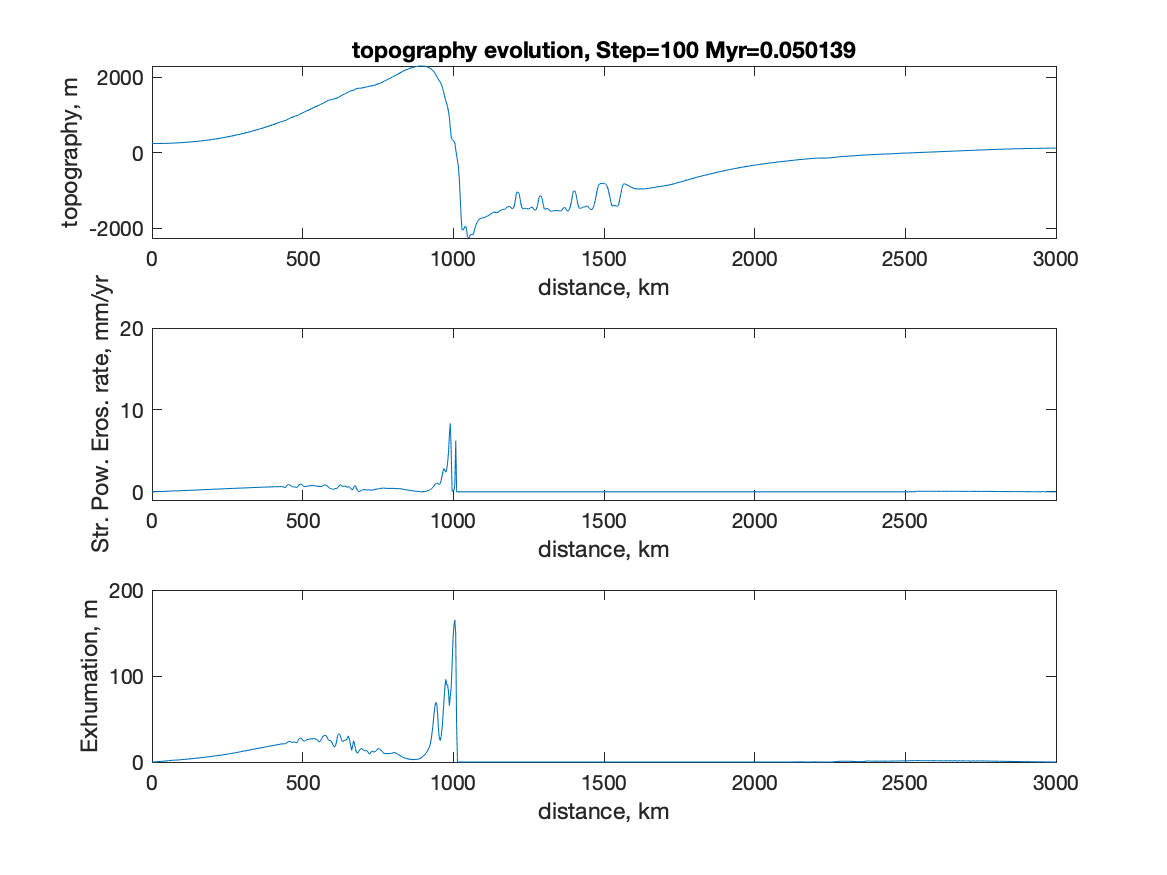 topography evolution, Step=100 Myr=0.050139
topography, m
2000
0
-2000
0 500 1000 1500 2000 2500 3000
distance, km
Str. Pow. Eros. rate, mm/yr
20
10
0
0 500 1000 1500 2000 2500
distance, km
Exhumation, m
200
100
0
0 500 1000 1500 2000 2500 3000
distance, km